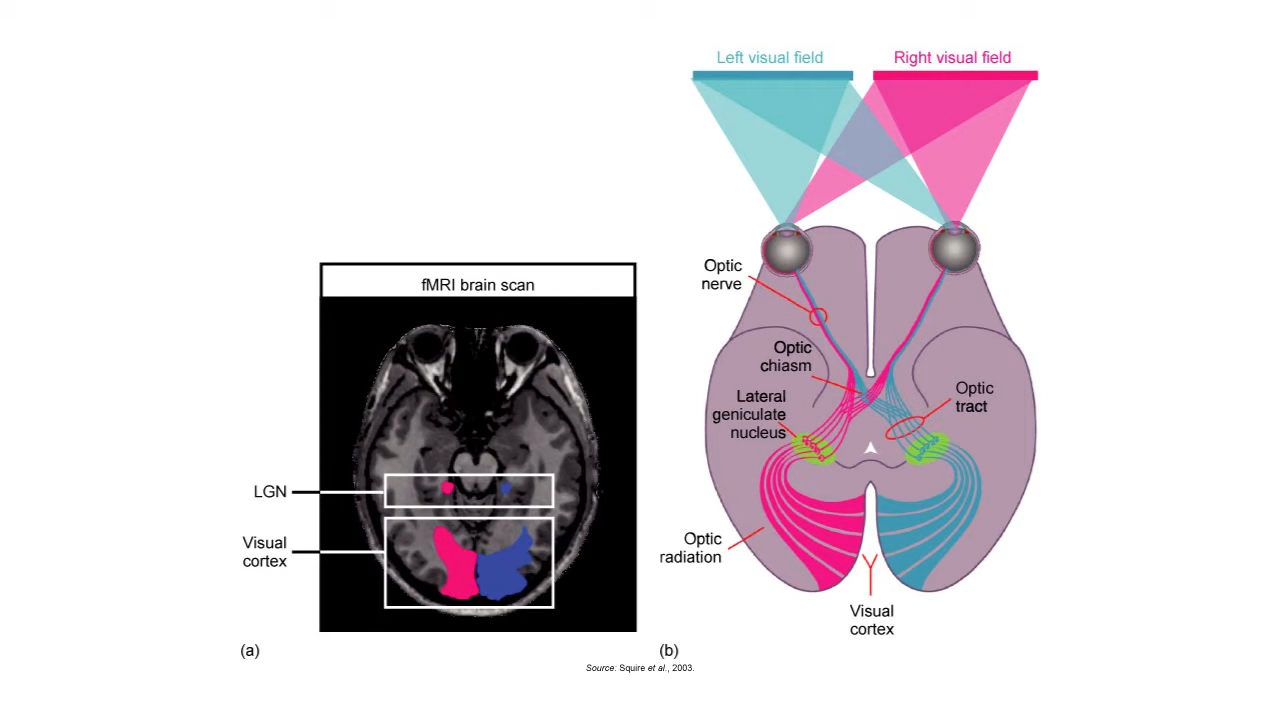 Left visual field
Right visual field
fMRI brain scan
LGN
Visual
cortex
(a)
Optic
nerve
Optic
chiasm
Lateral
geniculate
nucleus
Optic
tract
Optic
radiation
Visual
cortex
(b)
Source: Squire et al., 2003.